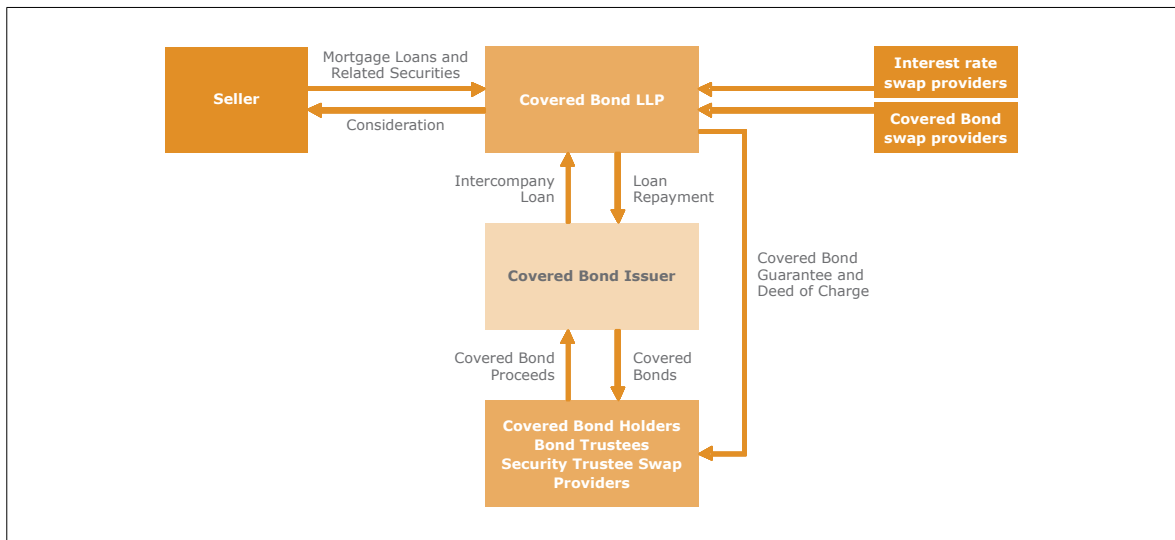 Mortgage Loans and
Related Securities
Seller
Consideration
Covered Bond LLP
Interest rate
swap providers
Covered Bond
swap providers
Intercompany
Loan
Loan
Repayment
Covered Bond Issuer
Covered Bond
Guarantee and
Deed of Charge
Covered Bond
Proceeds
Covered
Bonds
Covered Bond Holders
Bond Trustees
Security Trustee Swap
Providers